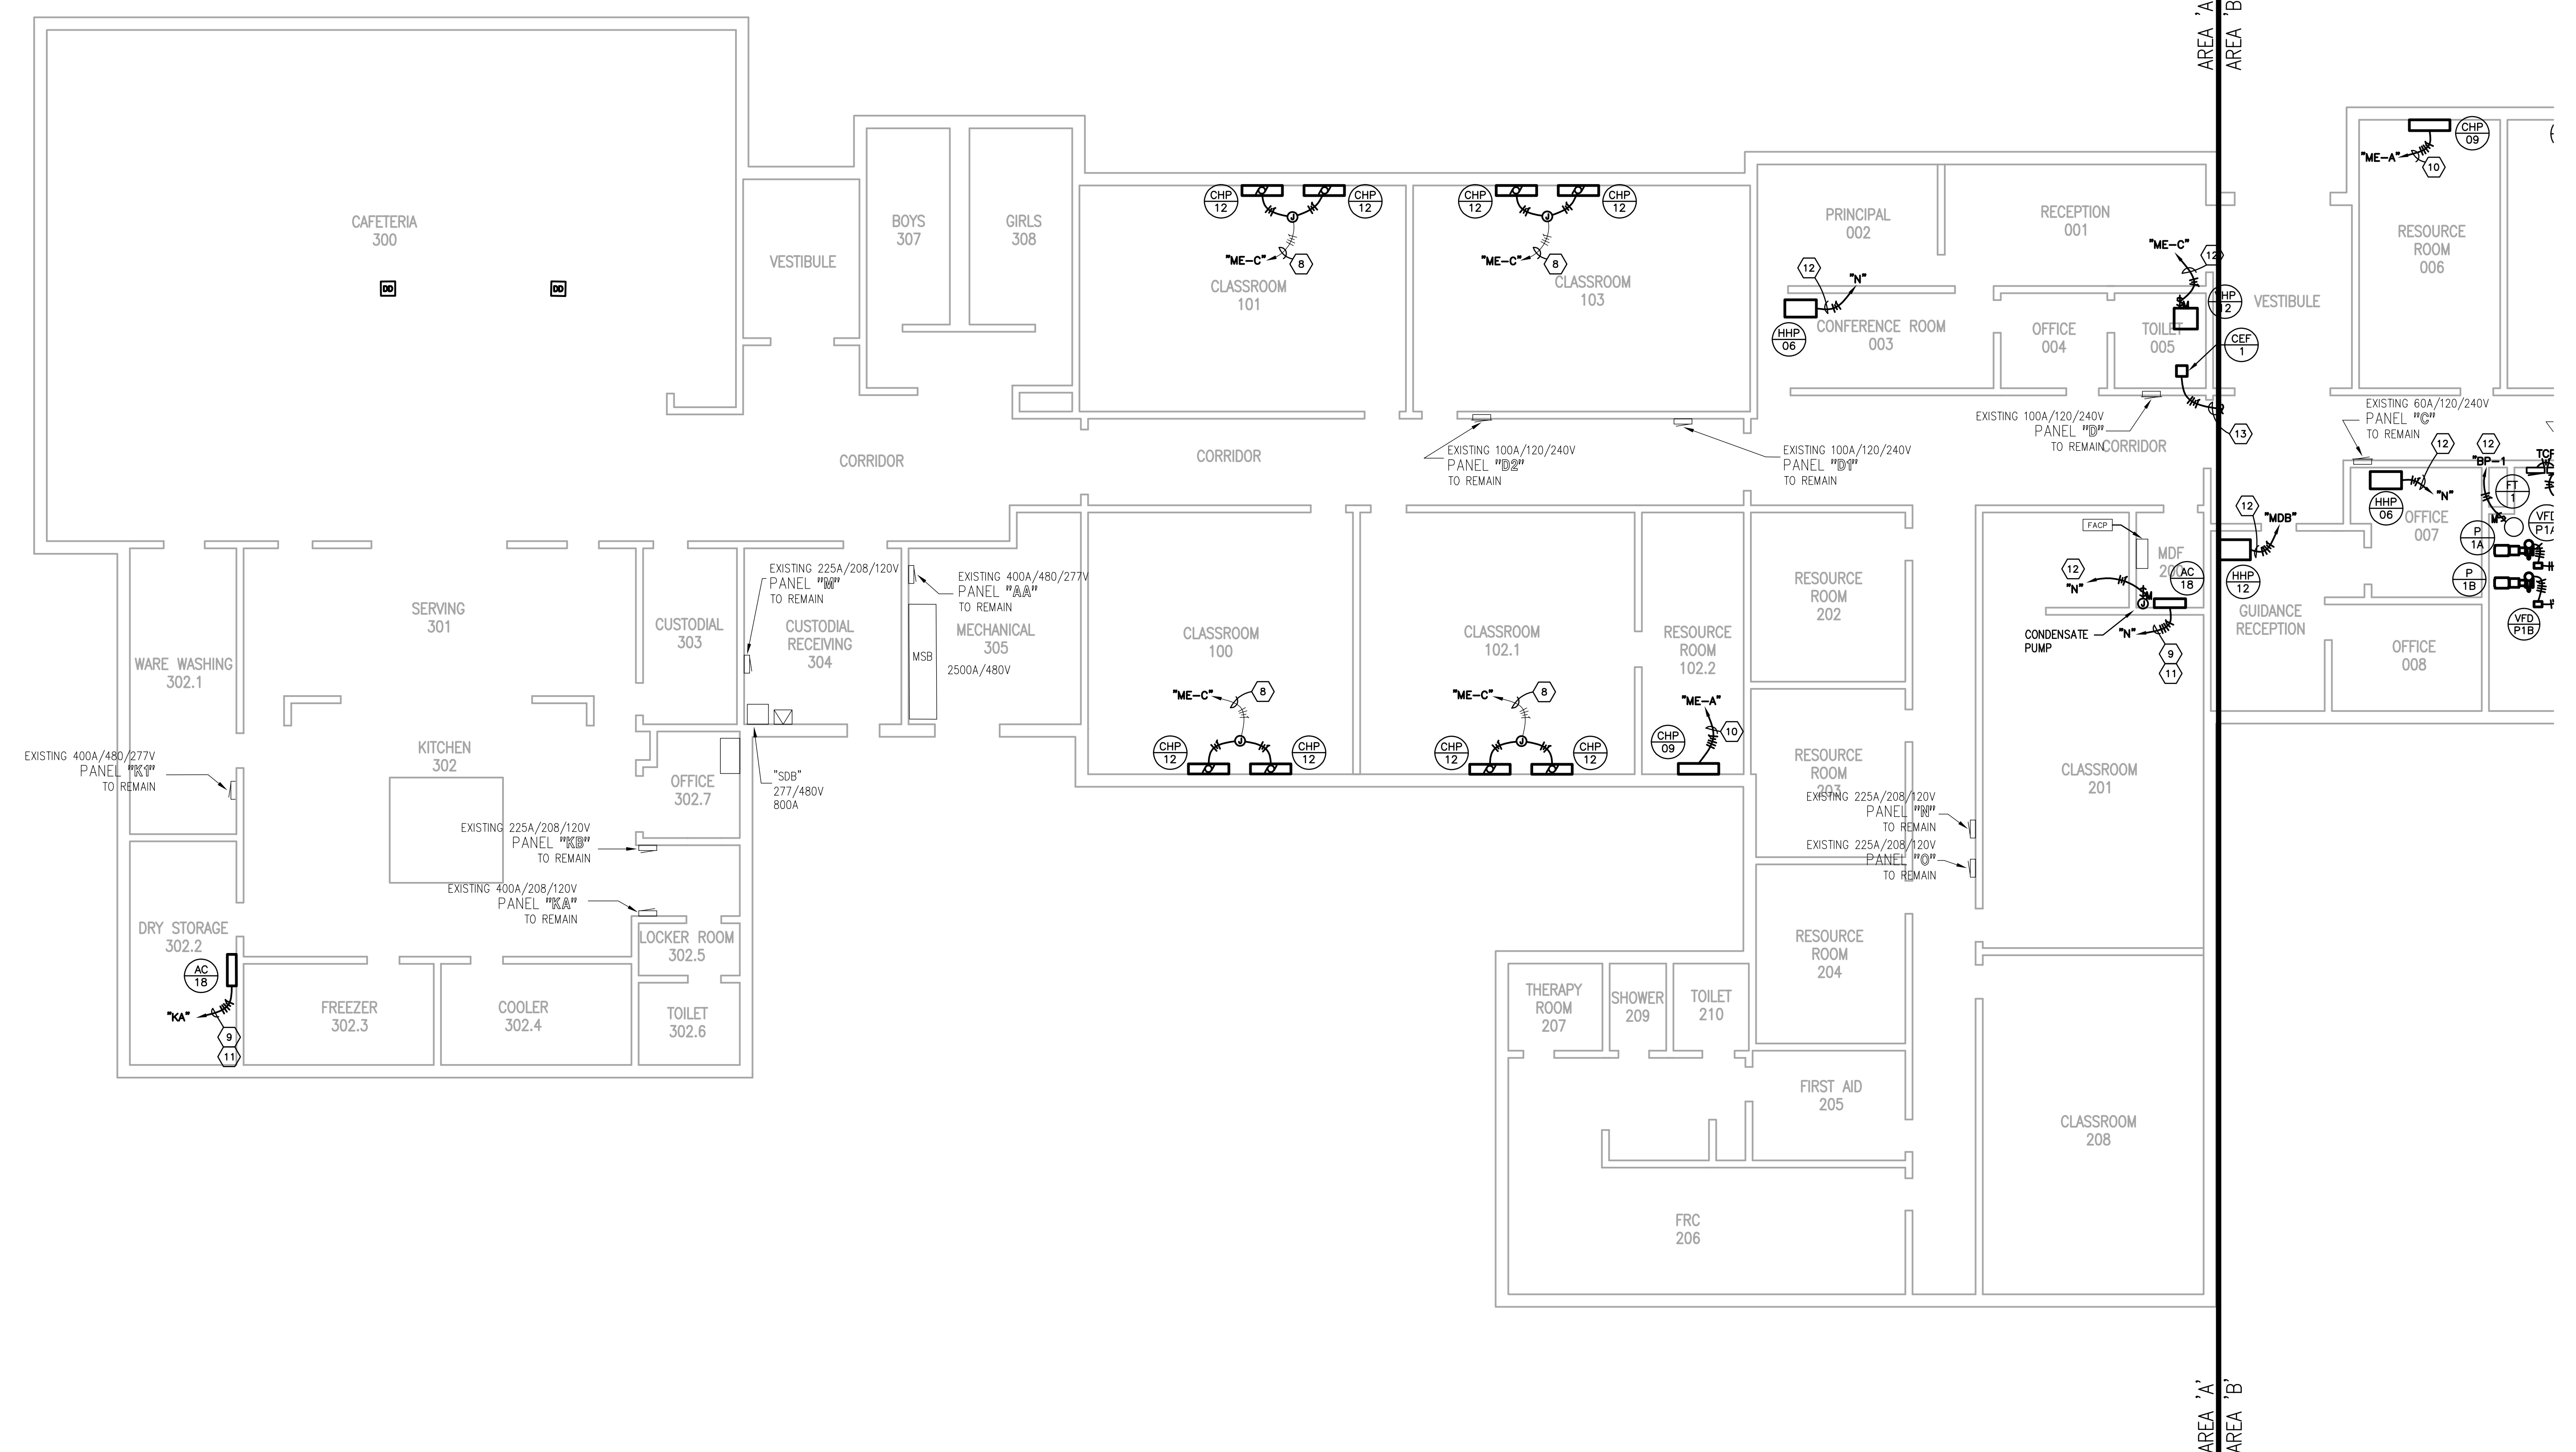 AREA 'A'
AREA 'B'
CAFETERIA
300
DD
DD
VESTIBULE
BOYS
307
GIRLS
308
CHP
12
CHP
12
"ME-C"
8
CLASSROOM
101
CHP
12
CHP
12
"ME-C"
8
CLASSROOM
103
PRINCIPAL
002
RECEPTION
001
"ME-C"
12
12
"N"
HHP
06
CONFERENCE ROOM
003
OFFICE
004
TOILET
005
12
VESTIBULE
CEF
1
13
CHP
09
"ME-A"
10
RESOURCE
ROOM
006
CORRIDOR
CORRIDOR
CORRIDOR
EXISTING 100A/120/240V
PANEL "D2"
TO REMAIN
EXISTING 100A/120/240V
PANEL "D1"
TO REMAIN
EXISTING 100A/120/240V
PANEL "D"
TO REMAIN
EXISTING 60A/120/240V
PANEL "C"
TO REMAIN
12
"N"
HHP
06
OFFICE
007
12
"BP-1
FT
1
P
1A
P
1B
VFD
P1A
VFD
P1B
12
"MDB"
HHP
12
GUIDANCE
RECEPTION
OFFICE
008
FACP
MDF
200
AC
18
12
"N"
CONDENSATE
PUMP
"N"
9
11
WARE WASHING
302.1
SERVING
301
CUSTODIAL
303
EXISTING 225A/208/120V
PANEL "M"
TO REMAIN
CUSTODIAL
RECEIVING
304
EXISTING 400A/480/277V
PANEL "AA"
TO REMAIN
MECHANICAL
305
MSB
2500A/480V
CLASSROOM
100
"ME-C"
8
CHP
12
CHP
12
CLASSROOM
102.1
"ME-C"
8
CHP
12
CHP
12
RESOURCE
ROOM
102.2
"ME-A"
10
CHP
09
RESOURCE
ROOM
202
RESOURCE
ROOM
203
CLASSROOM
201
EXISTING 225A/208/120V
PANEL "N"
TO REMAIN
EXISTING 225A/208/120V
PANEL "O"
TO REMAIN
EXISTING 400A/480/277V
PANEL "K1"
TO REMAIN
KITCHEN
302
OFFICE
302.7
"SDB"
277/480V
800A
EXISTING 225A/208/120V
PANEL "KB"
TO REMAIN
EXISTING 400A/208/120V
PANEL "KA"
TO REMAIN
DRY STORAGE
302.2
AC
18
"KA"
9
11
FREEZER
302.3
COOLER
302.4
LOCKER ROOM
302.5
TOILET
302.6
RESOURCE
ROOM
204
THERAPY
ROOM
207
SHOWER
209
TOILET
210
FIRST AID
205
CLASSROOM
208
FRC
206
AREA 'A'
AREA 'B'